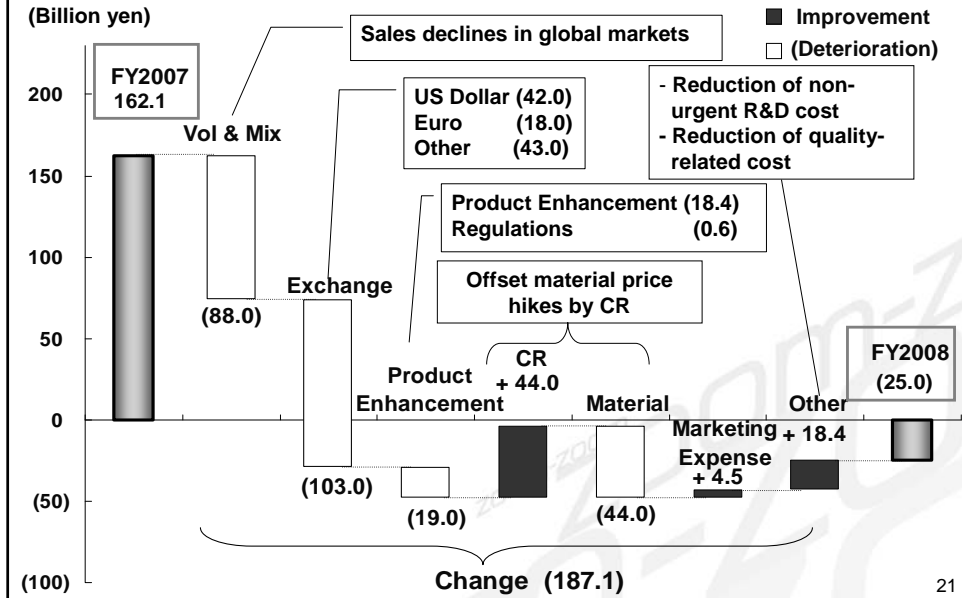 (Billion yen)
Improvement
(Deterioration)
Sales declines in global markets
FY2007
162.1
US Dollar (42.0)
Euro (18.0)
Other (43.0)
- Reduction of non-
urgent R&D cost
- Reduction of quality-
related cost
Vol & Mix
Product Enhancement (18.4)
Regulations (0.6)
Exchange
Offset material price
hikes by CR
(88.0)
CR
+ 44.0
FY2008
(25.0)
Product
Enhancement
Material
Other
+ 18.4
Marketing
Expense
+ 4.5
(103.0)
(19.0)
(44.0)
200
150
100
50
0
(50)
(100)
Change (187.1)
zoom-zoom
21